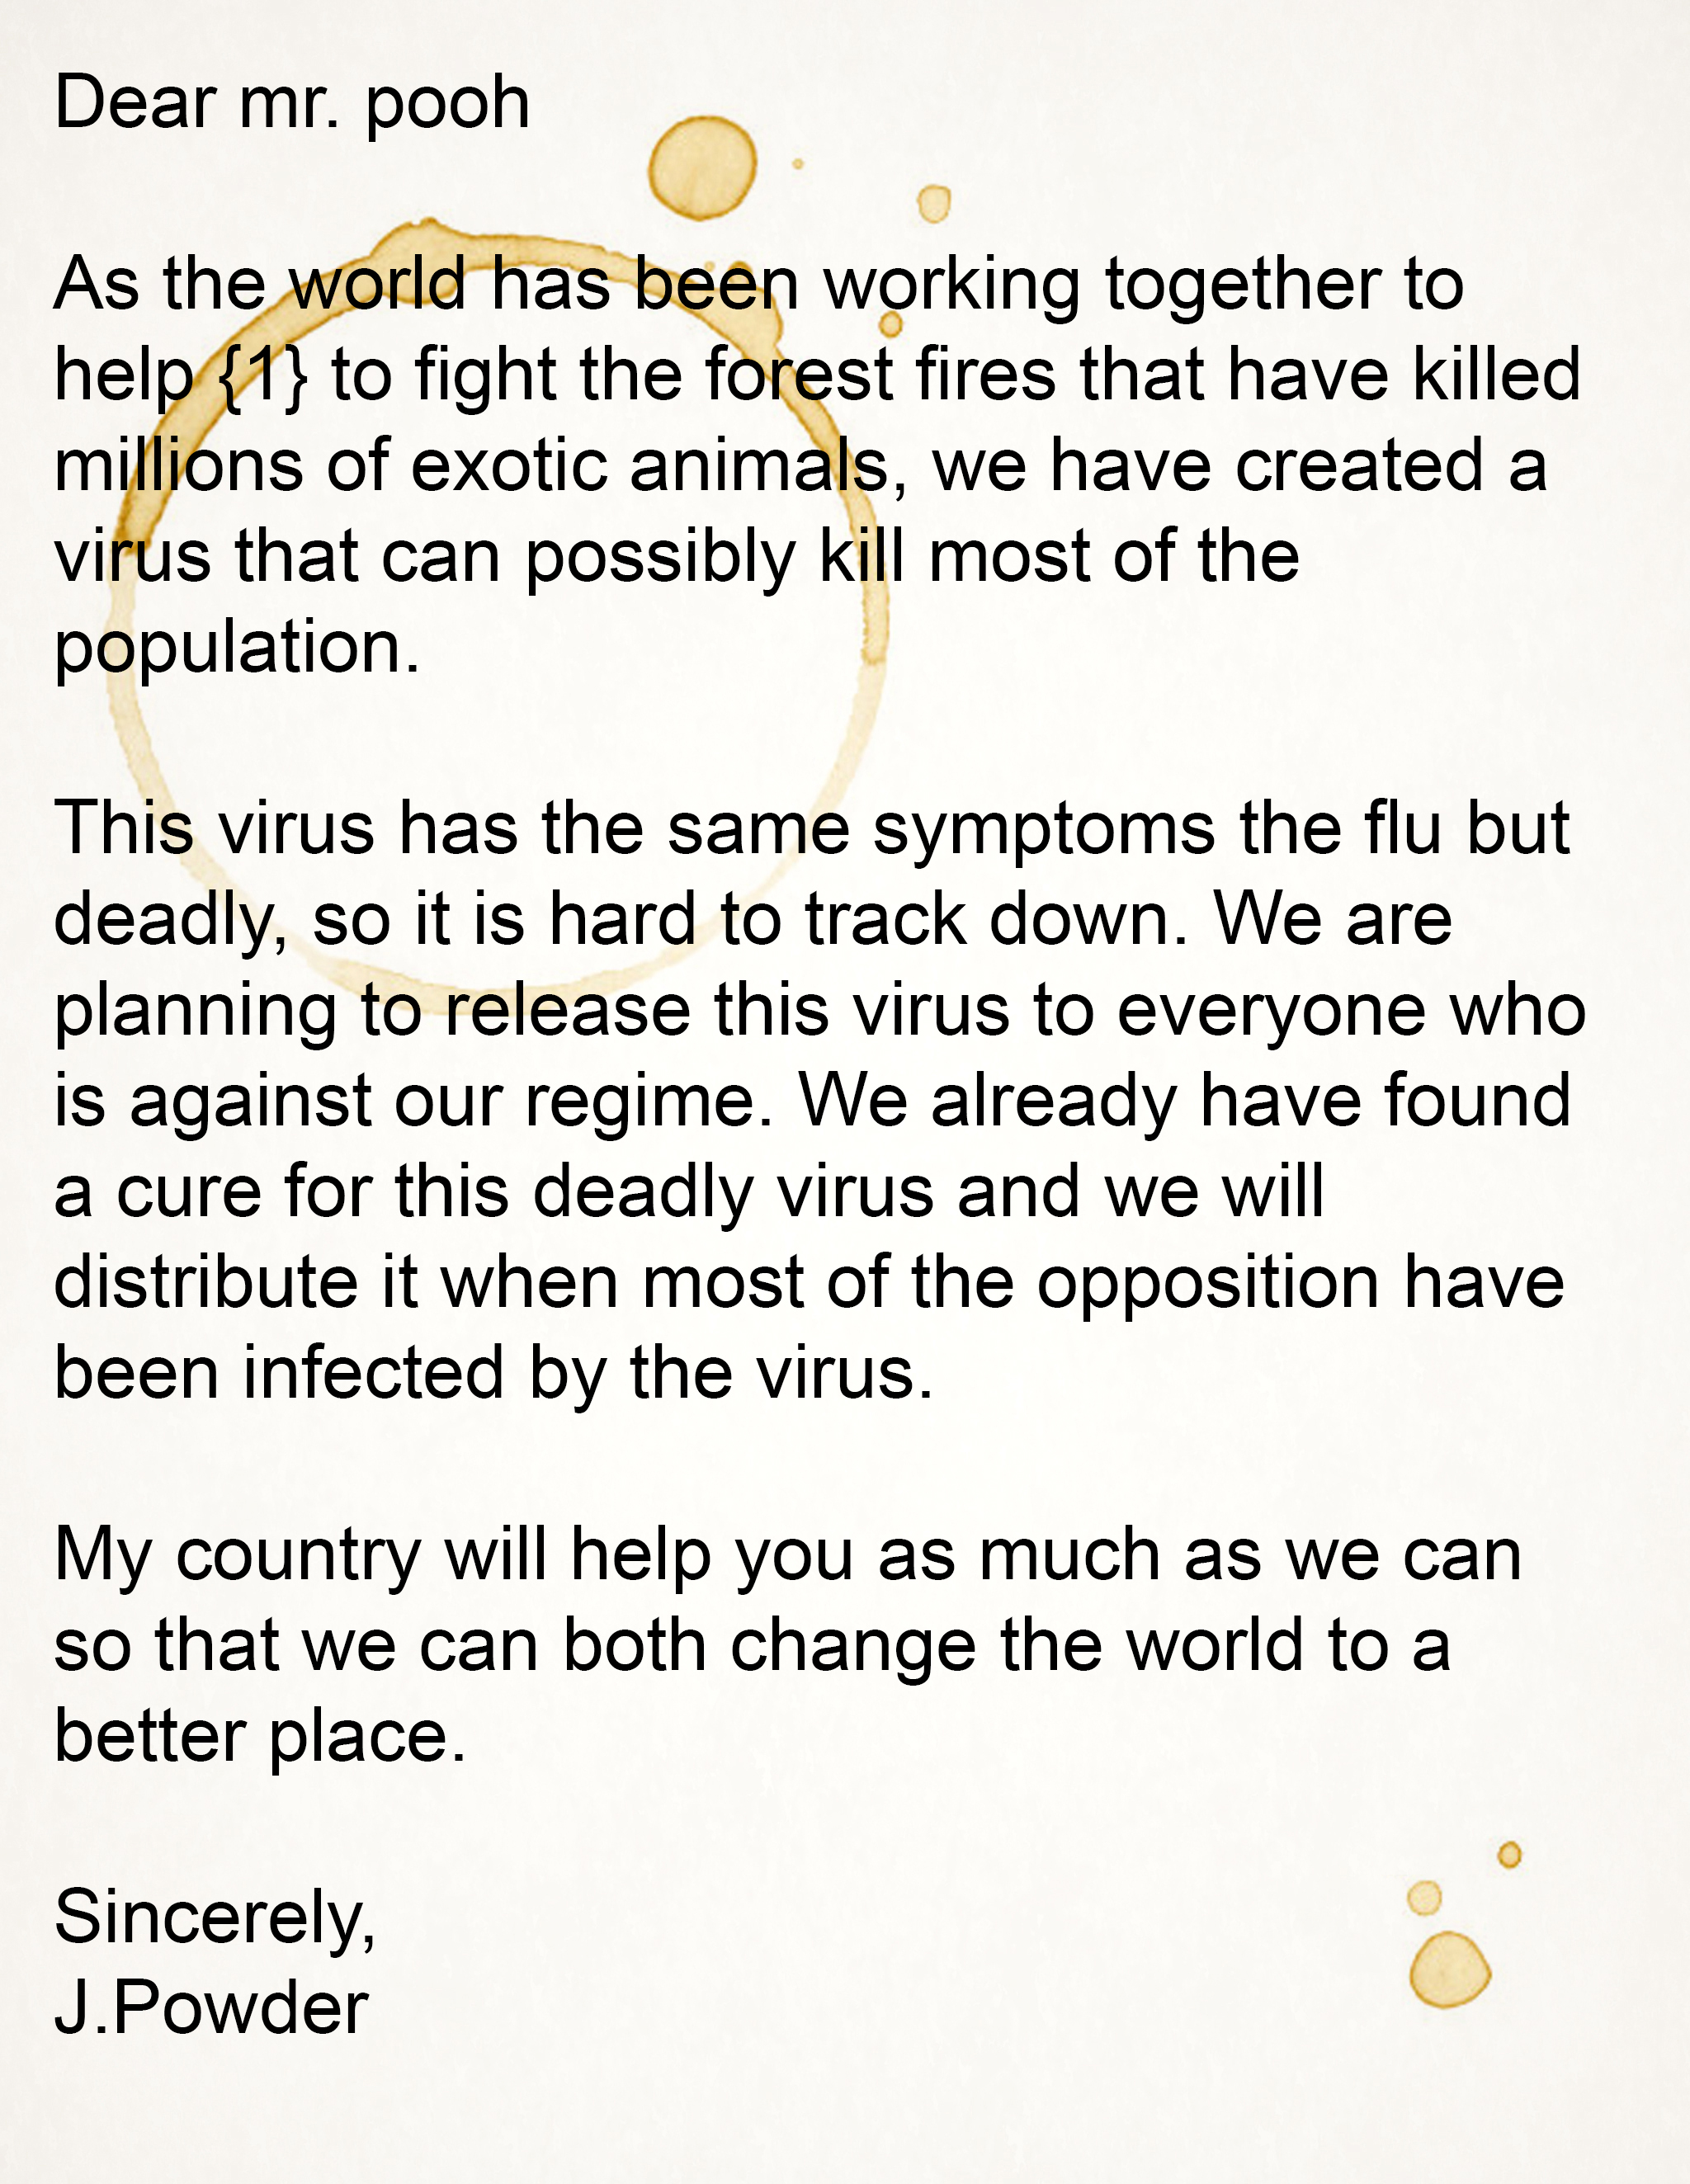 Dear mr. pooh
As the world has been working together to
help {1} to fight the forest fires that have killed
millions of exotic animals, we have created a
virus that can possibly kill most of the
population.
This virus has the same symptoms the flu but
deadly, so it is hard to track down. We are
planning to release this virus to everyone who
is against our regime. We already have found
a cure for this deadly virus and we will
distribute it when most of the opposition have
been infected by the virus.
My country will help you as much as we can
so that we can both change the world to a
better place.
Sincerely,
J.Powder